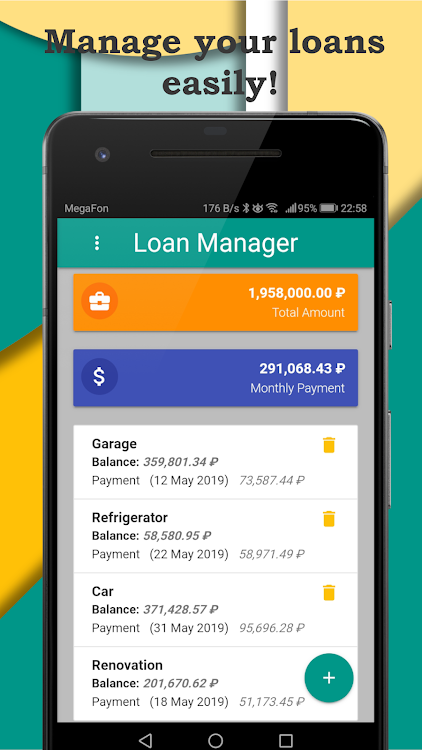 Manage your loans
easily!
MegaFon 176 B/s 95% 22:58
Loan Manager
1,958,000.00 ₽
Total Amount
$ 291,068.43 ₽
Monthly Payment
Garage
Balance: 359,801.34 ₽
Payment (12 May 2019) 73,587.44 ₽
Refrigerator
Balance: 58,580.95 ₽
Payment (22 May 2019) 58,971.49 ₽
Car
Balance: 371,428.57 ₽
Payment (31 May 2019) 95,696.28 ₽
Renovation
Balance: 201,670.62 ₽
Payment (18 May 2019) 51,173.45 ₽
+